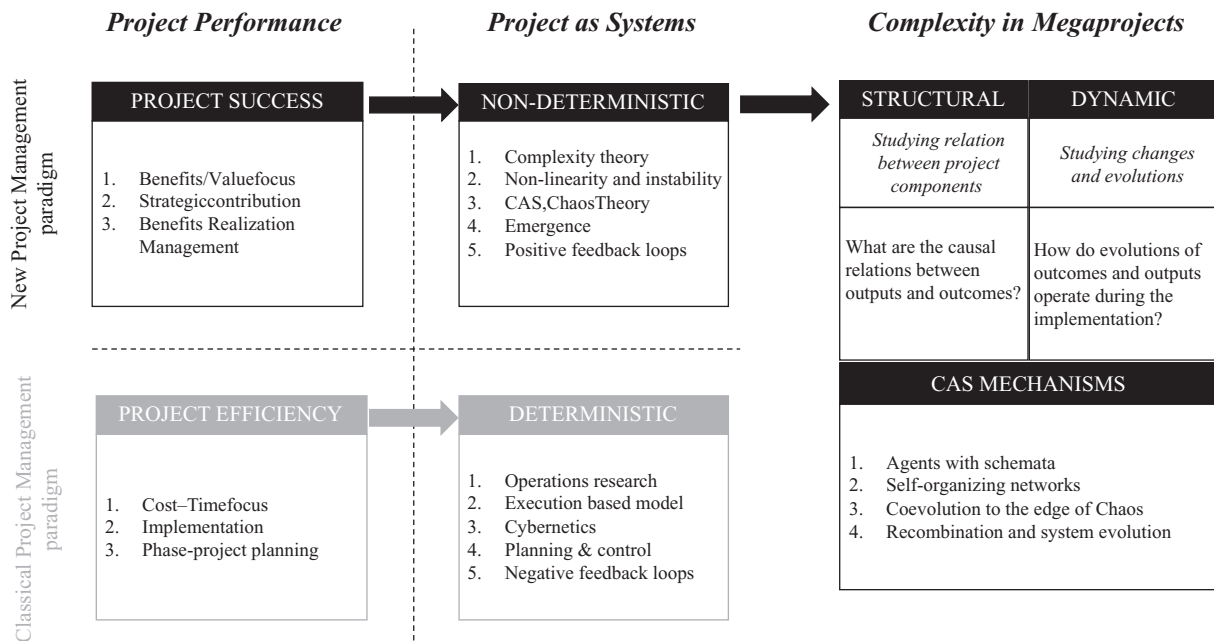 Project Performance
Project as Systems
Complexity in Megaprojects
New Project Management
paradigm
PROJECT SUCCESS
1. Benefits/Valuefocus
2. Strategiccontribution
3. Benefits Realization
Management
NON-DETERMINISTIC
1. Complexity theory
2. Non-linearity and instability
3. CAS,ChaosTheory
4. Emergence
5. Positive feedback loops
STRUCTURAL
Studying relation
between project
components
What are the causal
relations between
outputs and outcomes?
DYNAMIC
Studying changes
and evolutions
How do evolutions of
outcomes and outputs
operate during the
implementation?
Classical Project Management
paradigm
PROJECT EFFICIENCY
1. Cost–Timefocus
2. Implementation
3. Phase-project planning
DETERMINISTIC
1. Operations research
2. Execution based model
3. Cybernetics
4. Planning & control
5. Negative feedback loops
CAS MECHANISMS
1. Agents with schemata
2. Self-organizing networks
3. Coevolution to the edge of Chaos
4. Recombination and system evolution